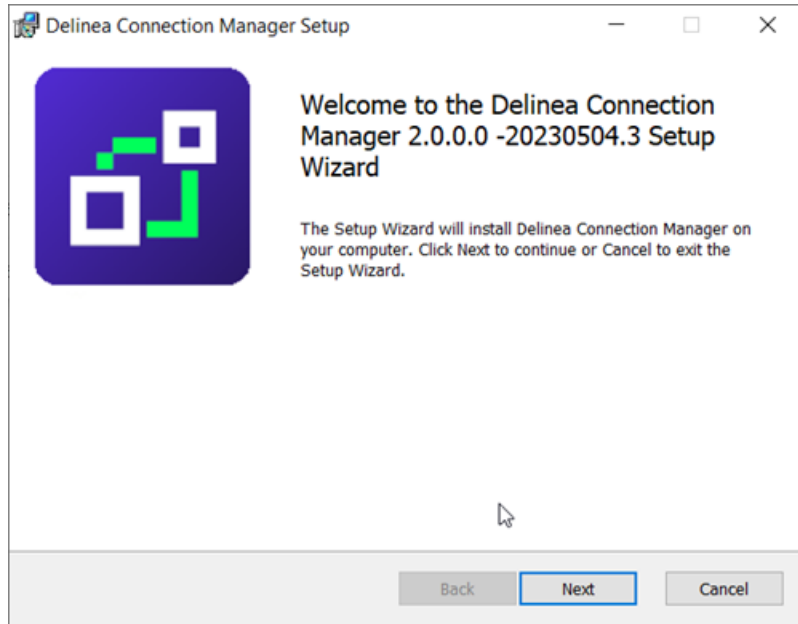 Delinea Connection Manager Setup
Welcome to the Delinea Connection
Manager 2.0.0.0 -20230504.3 Setup
Wizard
The Setup Wizard will install Delinea Connection Manager on
your computer. Click Next to continue or Cancel to exit the
Setup Wizard.
Back Next Cancel